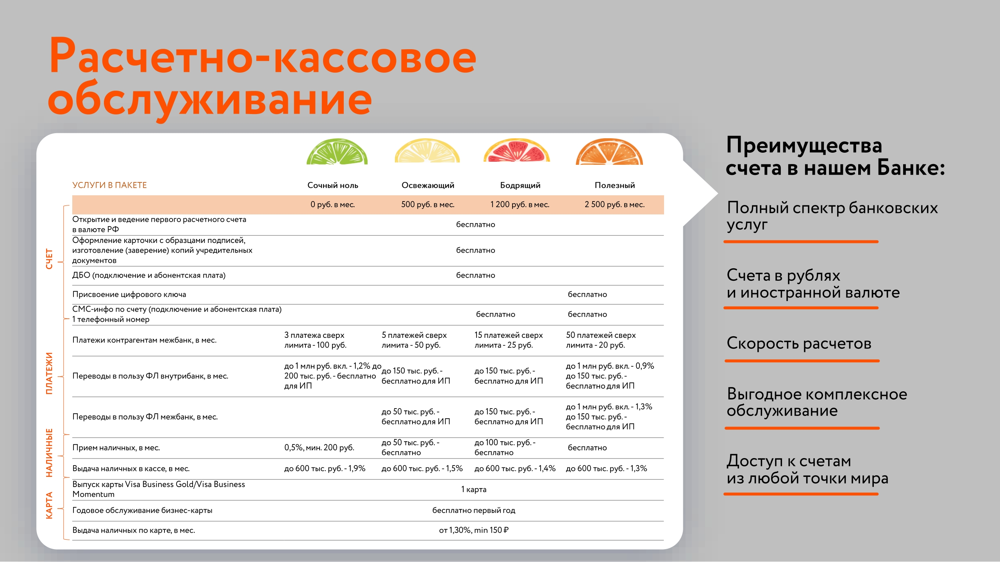 Расчетно-кассовое
обслуживание
УСЛУГИ В ПАКЕТЕ
Сочный ноль
Освежающий
Бодрящий
Полезный
0 руб. в мес.
500 руб. в мес.
1 200 руб. в мес.
2 500 руб. в мес.
СЧЕТ
Открытие и ведение первого расчетного счета
в валюте РФ
бесплатно
Оформление карточки с образцами подписей,
изготовление (заверение) копий учредительных
документов
бесплатно
ДБО (подключение и абонентская плата)
бесплатно
Присвоение цифрового ключа
бесплатно
СМС-инфо по счету (подключение и абонентская плата)
1 телефонный номер
бесплатно
бесплатно
ПЛАТЕЖИ
Платежи контрагентам межбанк, в мес.
3 платежа сверх
лимита - 100 руб.
5 платежей сверх
лимита - 50 руб.
15 платежей сверх
лимита - 25 руб.
50 платежей сверх
лимита - 20 руб.
Переводы в пользу ФЛ внутрибанк, в мес.
до 1 млн руб. вкл. - 1,2% до
200 тыс. руб. - бесплатно
для ИП
до 150 тыс. руб. -
бесплатно для ИП
до 150 тыс. руб. -
бесплатно для ИП
до 1 млн руб. вкл. - 0,9%
до 150 тыс. руб. -
бесплатно для ИП
Переводы в пользу ФЛ межбанк, в мес.
до 50 тыс. руб. -
бесплатно для ИП
до 150 тыс. руб. -
бесплатно для ИП
до 1 млн руб. вкл. - 1,3%
до 150 тыс. руб. -
бесплатно для ИП
НАЛИЧНЫЕ
Прием наличных, в мес.
0,5%, мин. 200 руб.
до 50 тыс. руб. -
бесплатно
до 100 тыс. руб. -
бесплатно
бесплатно
Выдача наличных в кассе, в мес.
до 600 тыс. руб. - 1,9%
до 600 тыс. руб. - 1,5%
до 600 тыс. руб. - 1,4%
до 600 тыс. руб. - 1,3%
КАРТА
Выпуск карты Visa Business Gold/Visa Business
Momentum
1 карта
Годовое обслуживание бизнес-карты
бесплатно первый год
Выдача наличных по карте, в мес.
от 1,30%, min 150 ₽
Преимущества
счета в нашем Банке:
Полный спектр банковских
услуг
Счета в рублях
и иностранной валюте
Скорость расчетов
Выгодное комплексное
обслуживание
Доступ к счетам
из любой точки мира